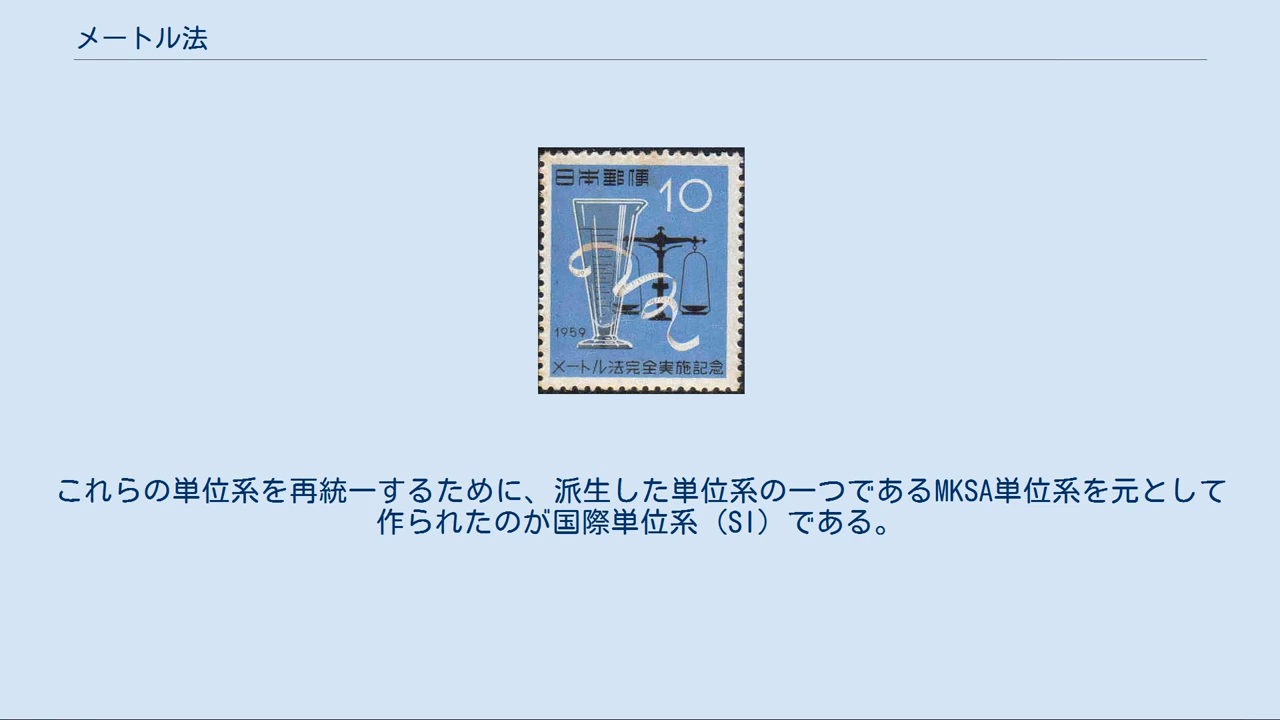 メートル法
日本郵便
10
1959
メートル法完全実施記念
これらの単位系を再統一するために、派生した単位系の一つであるMKSA単位系を元として
作られたのが国際単位系（SI）である。